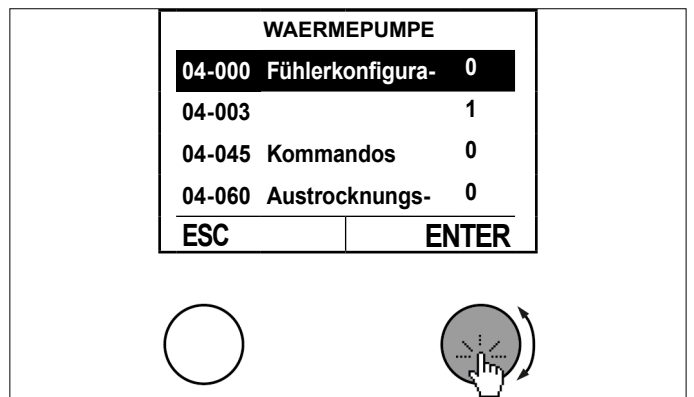 WAERMEPUMPE
04-000 Fühlerkonfigura- 0
04-003 1
04-045 Kommandos 0
04-060 Austrocknungs- 0
ESC ENTER